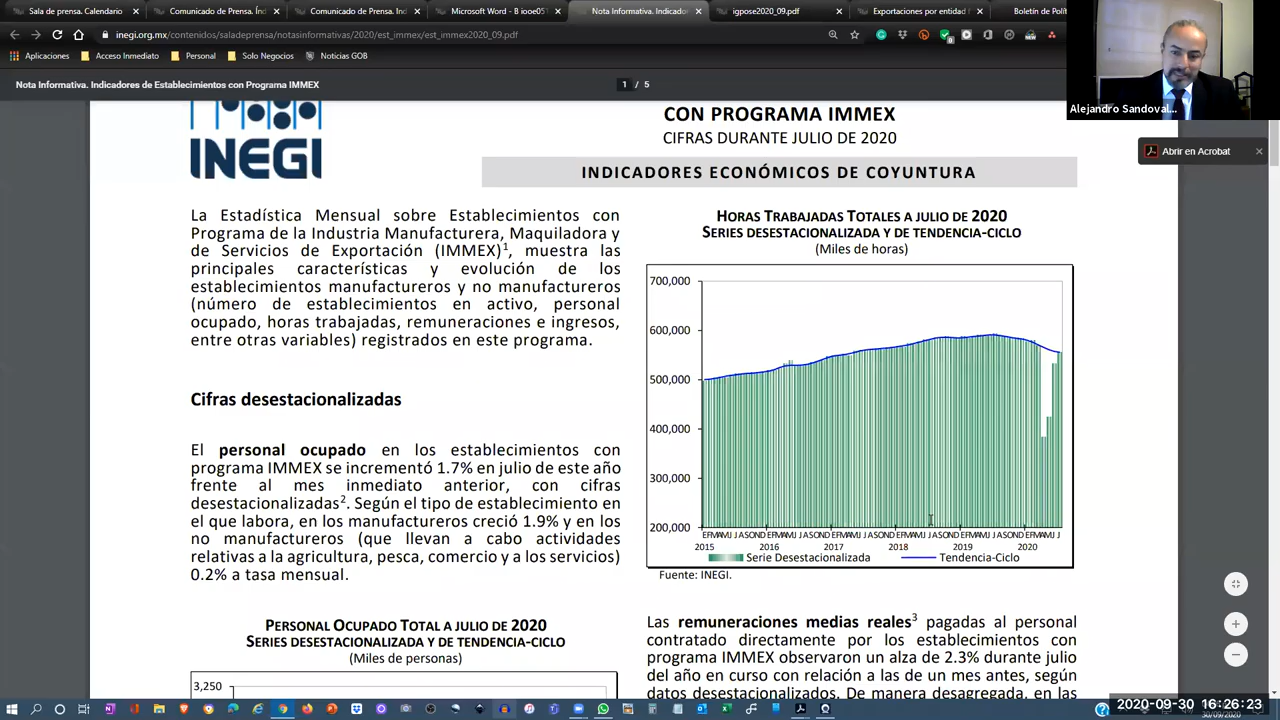 Sala de prensa. Calendario
Comunicado de Prensa. Ind
Comunicado de Prensa. Ind
Microsoft Word - B iooe05
Nota Informativa. Indicador
igpose2020_09.pdf
Exportaciones por entidad
Boletín de Polít
inegi.org.mx/contenidos/saladeprensa/notasinformativas/2020/est_immex/est_immex2020_09.pdf
Aplicaciones
Acceso Inmediato
Personal
Solo Negocios
Noticias GOB
Nota Informativa. Indicadores de Establecimientos con Programa IMMEX
1 / 5
Alejandro Sandoval...
Abrir en Acrobat
INEGI
CON PROGRAMA IMMEX
CIFRAS DURANTE JULIO DE 2020
INDICADORES ECONÓMICOS DE COYUNTURA
La Estadística Mensual sobre Establecimientos con
Programa de la Industria Manufacturera, Maquiladora y
de Servicios de Exportación (IMMEX)1, muestra las
principales características y evolución de los
establecimientos manufactureros y no manufactureros
(número de establecimientos en activo, personal
ocupado, horas trabajadas, remuneraciones e ingresos,
entre otras variables) registrados en este programa.
Cifras desestacionalizadas
El personal ocupado en los establecimientos con
programa IMMEX se incrementó 1.7% en julio de este año
frente al mes inmediato anterior, con cifras
desestacionalizadas2. Según el tipo de establecimiento en
el que labora, en los manufactureros creció 1.9% y en los
no manufactureros (que llevan a cabo actividades
relativas a la agricultura, pesca, comercio y a los servicios)
0.2% a tasa mensual.
PERSONAL OCUPADO TOTAL A JULIO DE 2020
SERIES DESESTACIONALIZADA Y DE TENDENCIA-CICLO
(Miles de personas)
3,250
HORAS TRABAJADAS TOTALES A JULIO DE 2020
SERIES DESESTACIONALIZADA Y DE TENDENCIA-CICLO
(Miles de horas)
700,000
600,000
500,000
400,000
300,000
200,000
EFMAMJ JASONDEFMAMJ JASONDEFMAMJ JASONDEFMAMJ JASONDEFMAMJ JASONDEFMAMJ J
2015 2016 2017 2018 2019 2020
Serie Desestacionalizada Tendencia-Ciclo
Fuente: INEGI.
Las remuneraciones medias reales3 pagadas al personal
contratado directamente por los establecimientos con
programa IMMEX observaron un alza de 2.3% durante julio
del año en curso con relación a las de un mes antes, según
datos desestacionalizados. De manera desagregada, en las
2020-09-30 16:26:23
30/09/2020